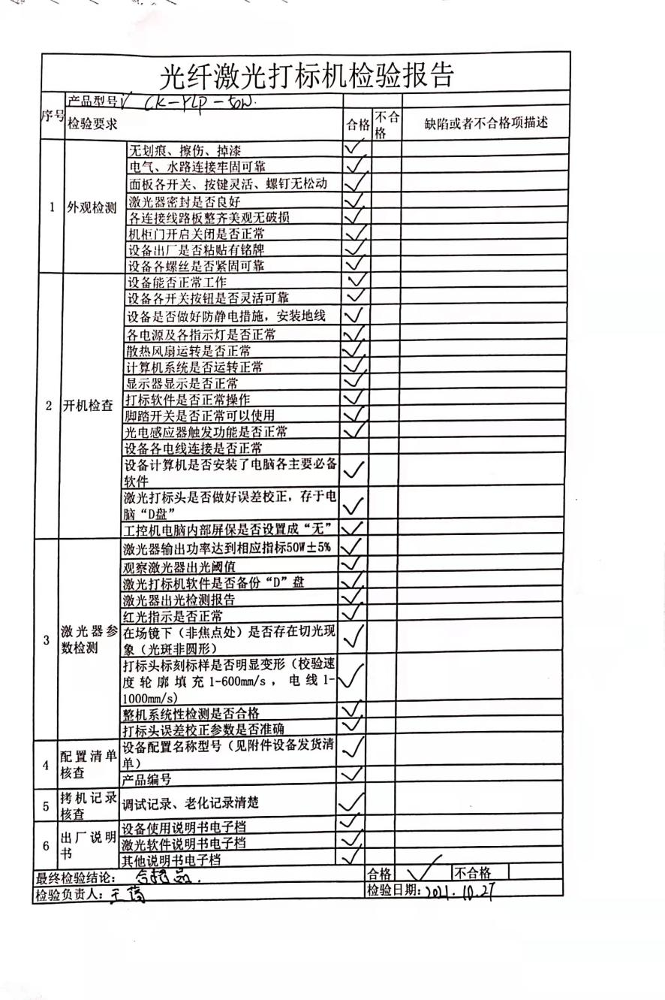 光纤激光打标机检验报告
产品型号 CK-YLP-50W.
序号 检验要求 合格 不合格 缺陷或者不合格项描述
1 外观检测
无划痕、擦伤、掉漆 ✓
电气、水路连接牢固可靠 ✓
面板各开关、按键灵活、螺钉无松动 ✓
激光器密封是否良好 ✓
各连接线路板整齐美观无破损 ✓
机柜门开启关闭是否正常 ✓
设备出厂是否粘贴有铭牌 ✓
设备各螺丝是否紧固可靠 ✓
2 开机检查
设备能否正常工作 ✓
设备各开关按钮是否灵活可靠 ✓
设备是否做好防静电措施，安装地线 ✓
各电源及各指示灯是否正常 ✓
散热风扇运转是否正常 ✓
计算机系统是否运转正常 ✓
显示器显示是否正常 ✓
打标软件是否正常操作 ✓
脚踏开关是否正常可以使用 ✓
光电感应器触发功能是否正常 ✓
设备各电线连接是否正常
设备计算机是否安装了电脑各主要必备
软件 ✓
激光打标头是否做好误差校正，存于电
脑“D盘” ✓
工控机电脑内部屏保是否设置成“无” ✓
3 激光器参
数检测
激光器输出功率达到相应指标50W±5% ✓
观察激光器出光阈值 ✓
激光打标机软件是否备份“D”盘 ✓
激光器出光检测报告 ✓
红光指示是否正常 ✓
在场镜下（非焦点处）是否存在切光现
象（光斑非圆形） ✓
打标头标刻标样是否明显变形（校验速
度轮廓填充1-600mm/s，电线1-
1000mm/s) ✓
整机系统性检测是否合格 ✓
打标头误差校正参数是否准确 ✓
4 配置清单
核查
设备配置名称型号（见附件设备发货清
单） ✓
产品编号 ✓
5 拷机记录
核查
调试记录、老化记录清楚 ✓
6 出厂说明
书
设备使用说明书电子档 ✓
激光软件说明书电子档 ✓
其他说明书电子档 ✓
最终检验结论： 合格品. 合格 ✓ 不合格
检验负责人： 王 检验日期：2021.10.27